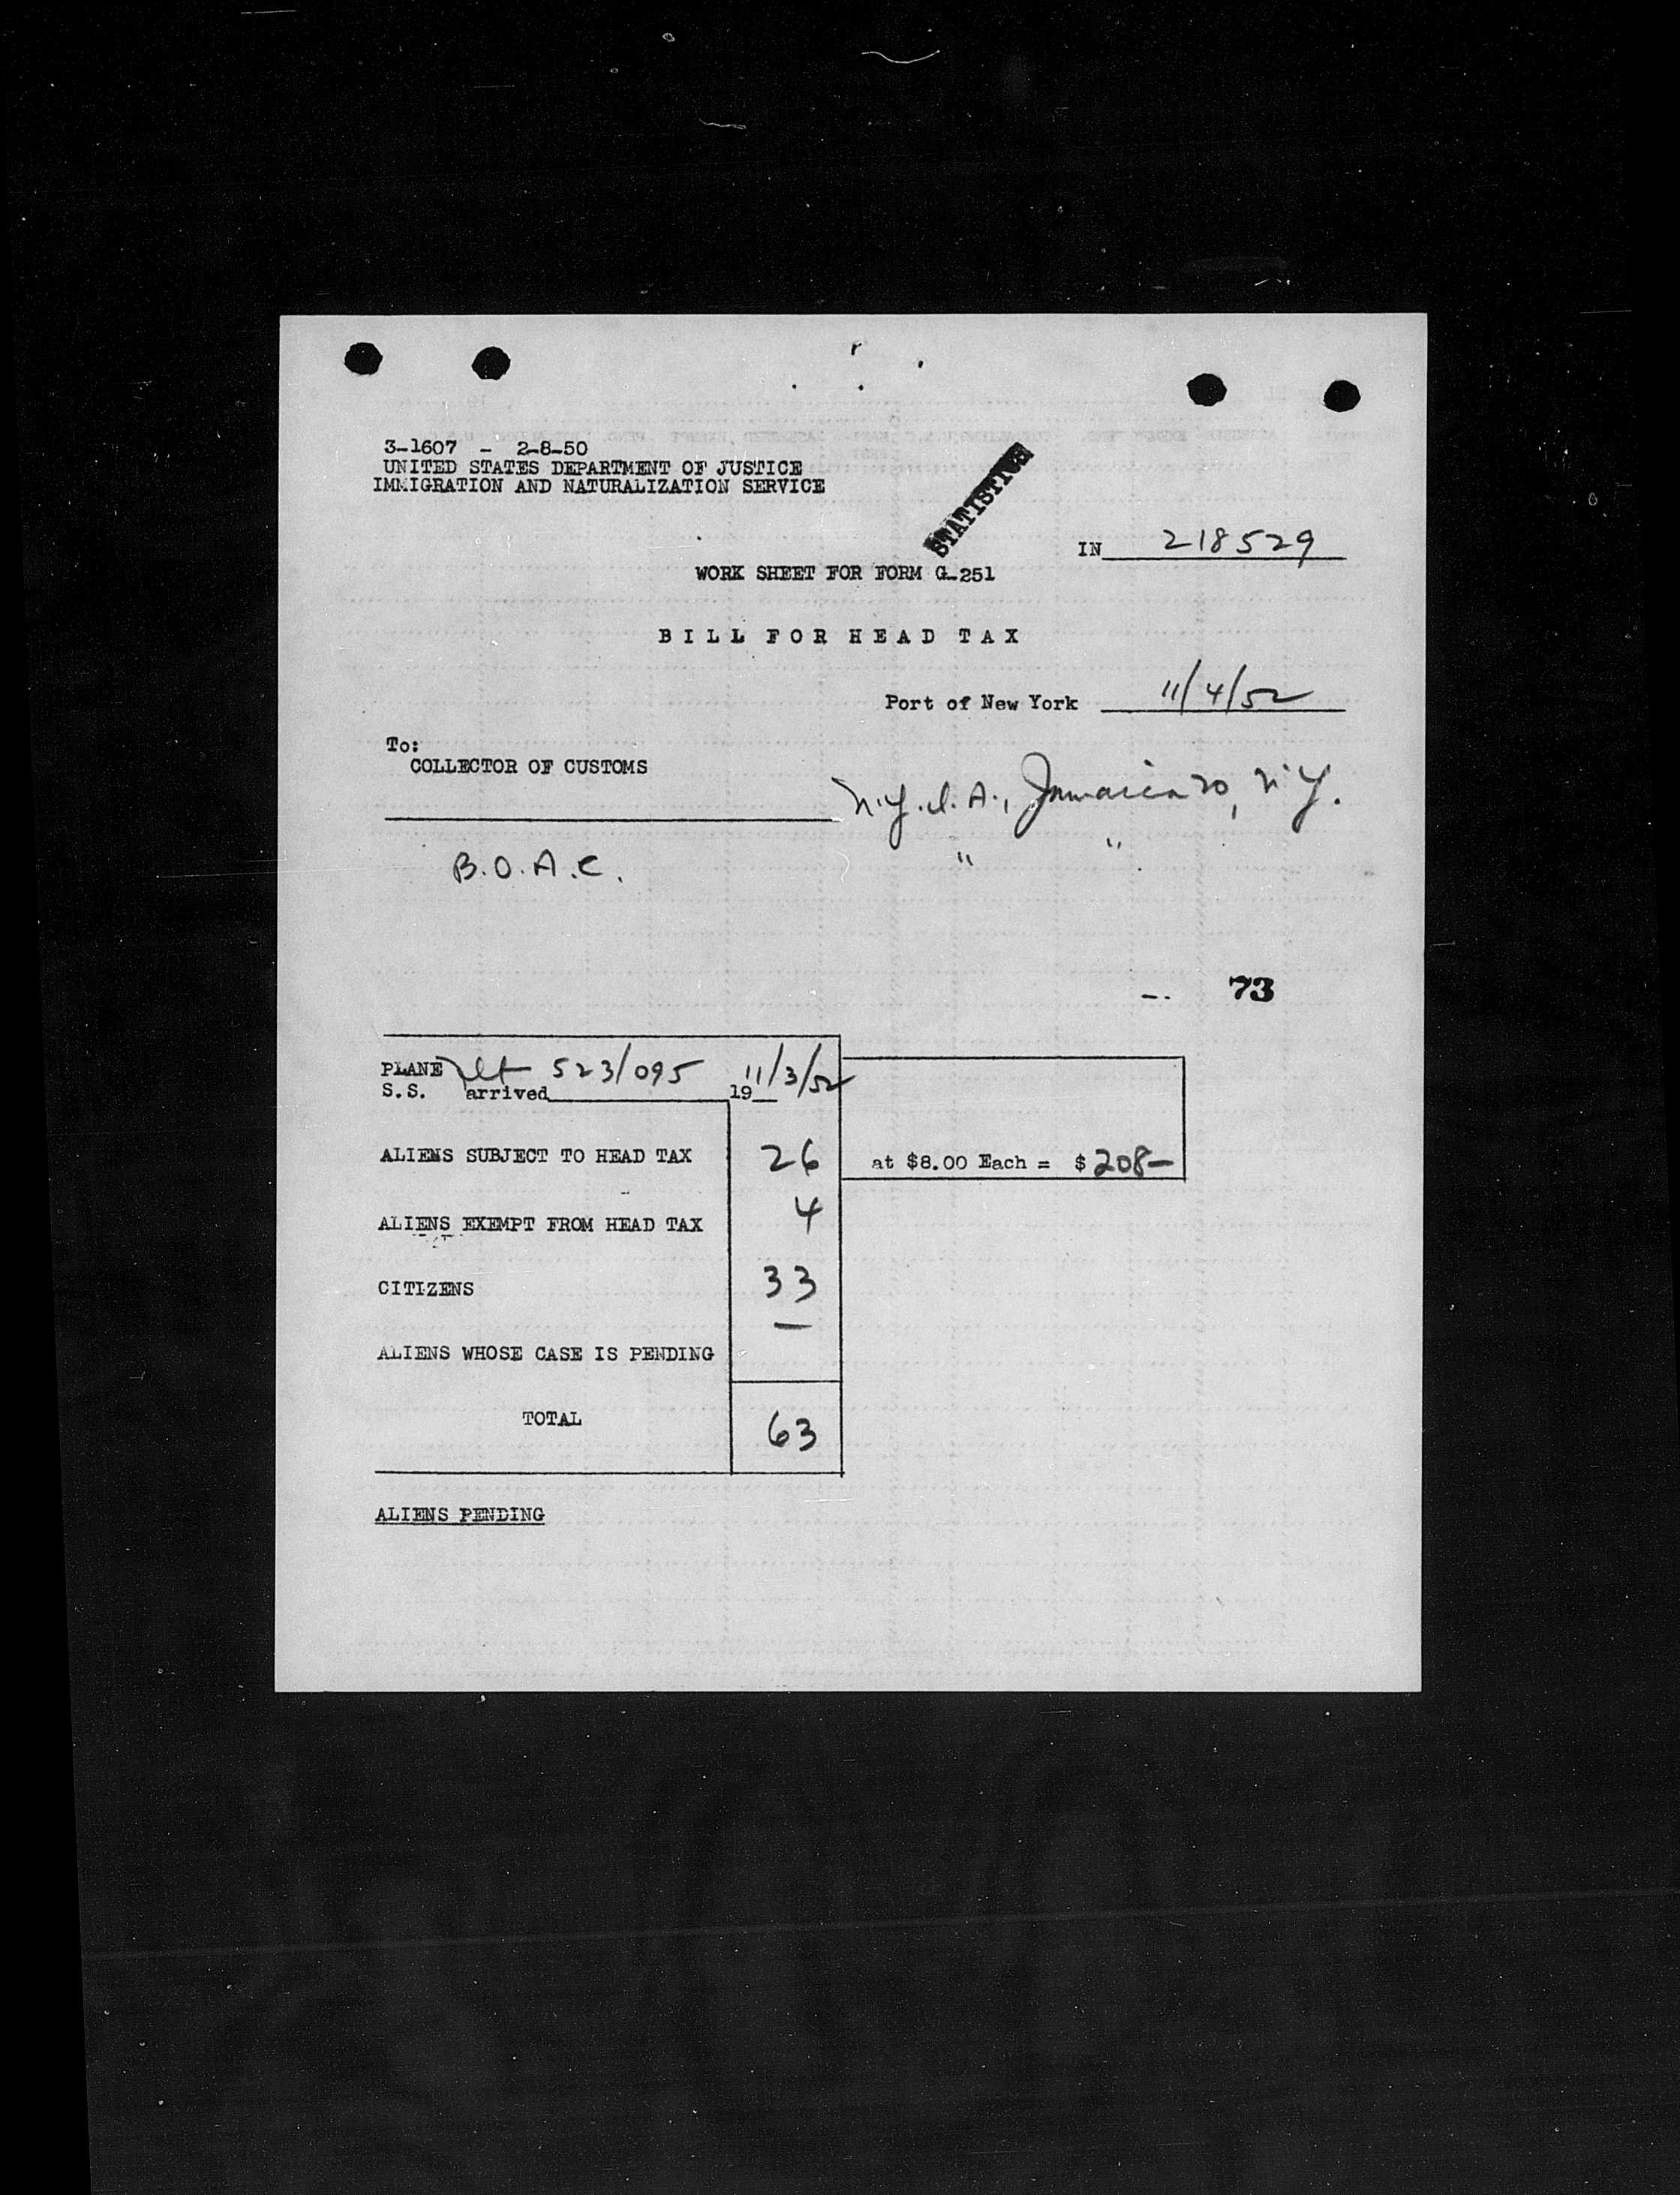 3-1607 - 2-8-50
UNITED STATES DEPARTMENT OF JUSTICE
IMMIGRATION AND NATURALIZATION SERVICE
STATISTICS
IN 218529
WORK SHEET FOR FORM G-251
BILL FOR HEAD TAX
Port of New York 11/4/52
To:
COLLECTOR OF CUSTOMS
N.Y.I.A., Jamaica 20, N.Y.
B.O.A.C. " "
73
PLANE flt 523/095 11/3/52
S.S. arrived 19
ALIENS SUBJECT TO HEAD TAX 26 at $8.00 Each = $ 208-
ALIENS EXEMPT FROM HEAD TAX 4
CITIZENS 33
ALIENS WHOSE CASE IS PENDING —
TOTAL 63
ALIENS PENDING